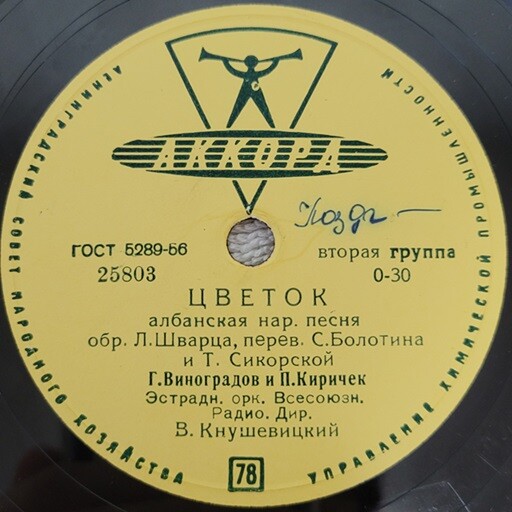 ЛЕНИНГРАДСКИЙ СОВЕТ НАРОДНОГО ХОЗЯЙСТВА
УПРАВЛЕНИЕ ХИМИЧЕСКОЙ ПРОМЫШЛЕННОСТИ
АККОРД
ГОСТ 5289-56
вторая группа
25803
0-30
ЦВЕТОК
албанская нар. песня
обр. Л.Шварца, перев. С.Болотина
и Т. Сикорской
Г.Виноградов и П.Киричек
Эстрадн. орк. Всесоюзн.
Радио. Дир.
В. Кнушевицкий
78